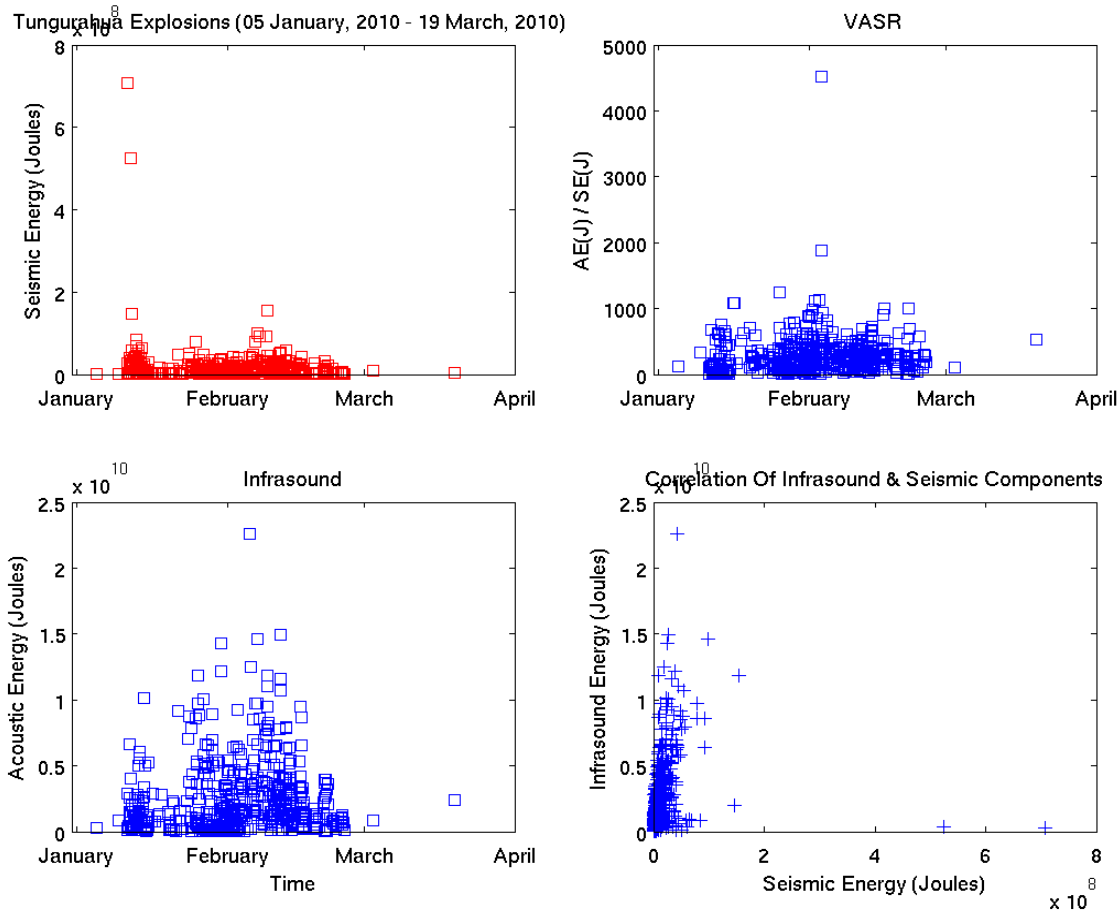 Tungurahua Explosions (05 January, 2010 - 19 March, 2010)
x 10
8
8
6
4
2
0
Seismic Energy (Joules)
January February March April
VASR
5000
4000
3000
2000
1000
0
AE(J) / SE(J)
January February March April
Infrasound
x 10
10
2.5
2
1.5
1
0.5
0
Acoustic Energy (Joules)
January February March April
Time
Correlation Of Infrasound & Seismic Components
x 10
10
2.5
2
1.5
1
0.5
0
Infrasound Energy (Joules)
0 2 4 6 8
Seismic Energy (Joules)
x 10
8